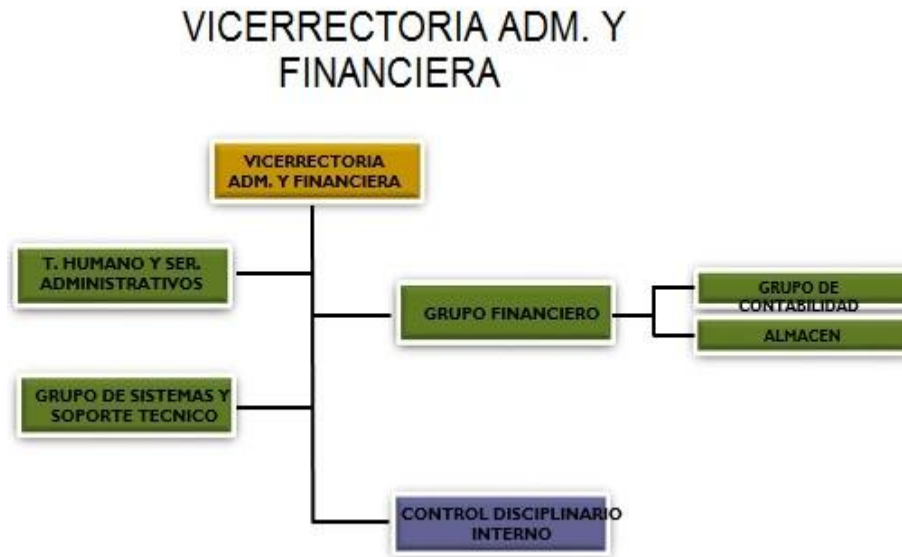 VICERRECTORIA ADM. Y
FINANCIERA
VICERRECTORIA
ADM. Y FINANCIERA
T. HUMANO Y SER.
ADMINISTRATIVOS
GRUPO FINANCIERO
GRUPO DE
CONTABILIDAD
ALMACEN
GRUPO DE SISTEMAS Y
SOPORTE TECNICO
CONTROL DISCIPLINARIO
INTERNO